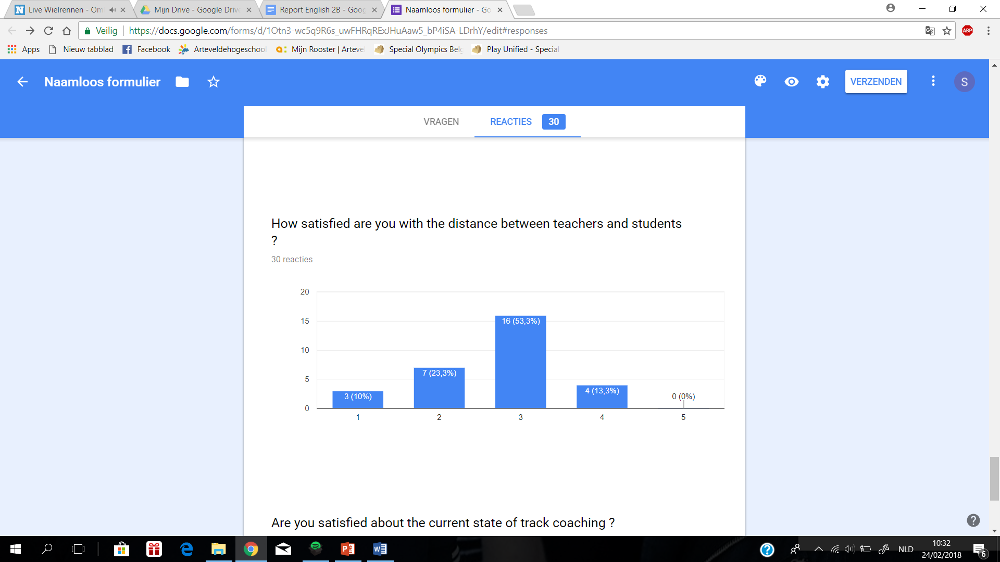 Live Wielrennen - Om
Mijn Drive - Google Drive
Report English 2B - Goog
Naamloos formulier - Go
Veilig
https://docs.google.com/forms/d/1Otn3-wc5q9R6s_uwFHRqRExJHuAaw5_bP4iSA-LDrhY/edit#responses
ABP
Apps
Nieuw tabblad
Facebook
Arteveldehogeschool
Mijn Rooster | Arteve
Special Olympics Belg
Play Unified - Special
Naamloos formulier
VERZENDEN
S
VRAGEN
REACTIES
30
How satisfied are you with the distance between teachers and students
?
30 reacties
20
15
10
5
0
3 (10%)
7 (23,3%)
16 (53,3%)
4 (13,3%)
0 (0%)
1
2
3
4
5
Are you satisfied about the current state of track coaching ?
NLD
10:32
24/02/2018
6